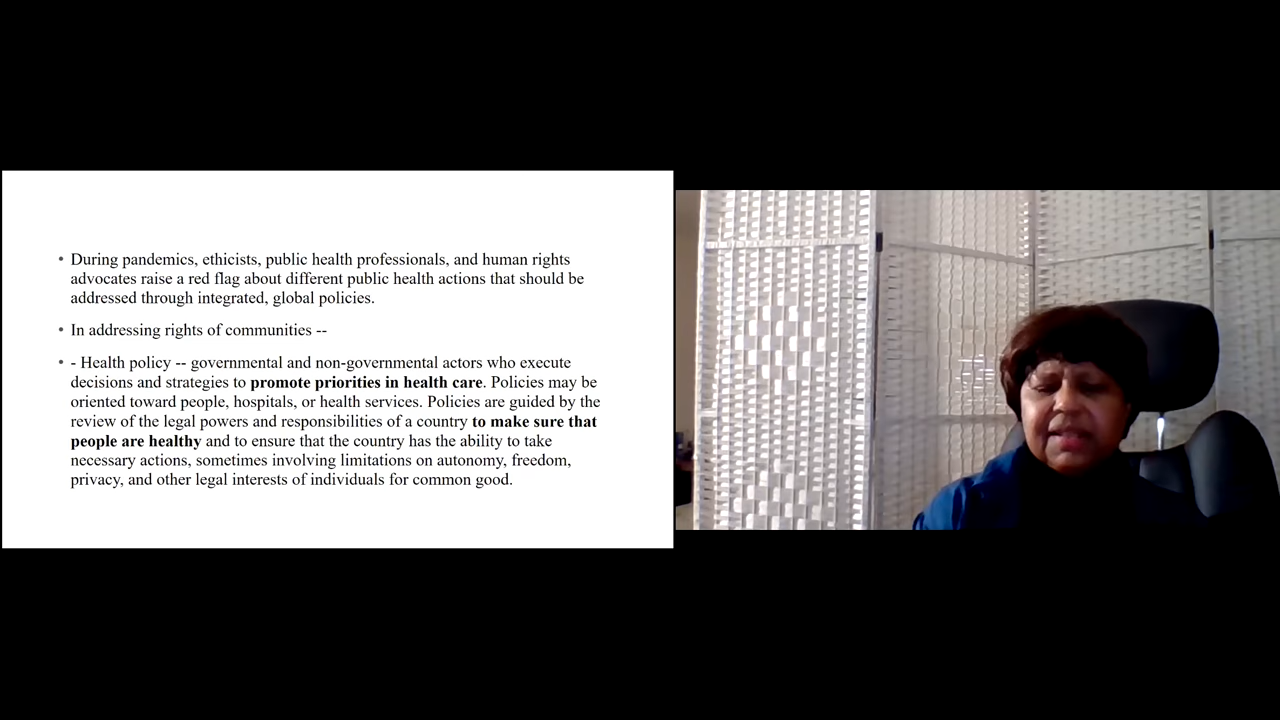 • During pandemics, ethicists, public health professionals, and human rights
advocates raise a red flag about different public health actions that should be
addressed through integrated, global policies.
• In addressing rights of communities --
• - Health policy -- governmental and non-governmental actors who execute
decisions and strategies to promote priorities in health care. Policies may be
oriented toward people, hospitals, or health services. Policies are guided by the
review of the legal powers and responsibilities of a country to make sure that
people are healthy and to ensure that the country has the ability to take
necessary actions, sometimes involving limitations on autonomy, freedom,
privacy, and other legal interests of individuals for common good.